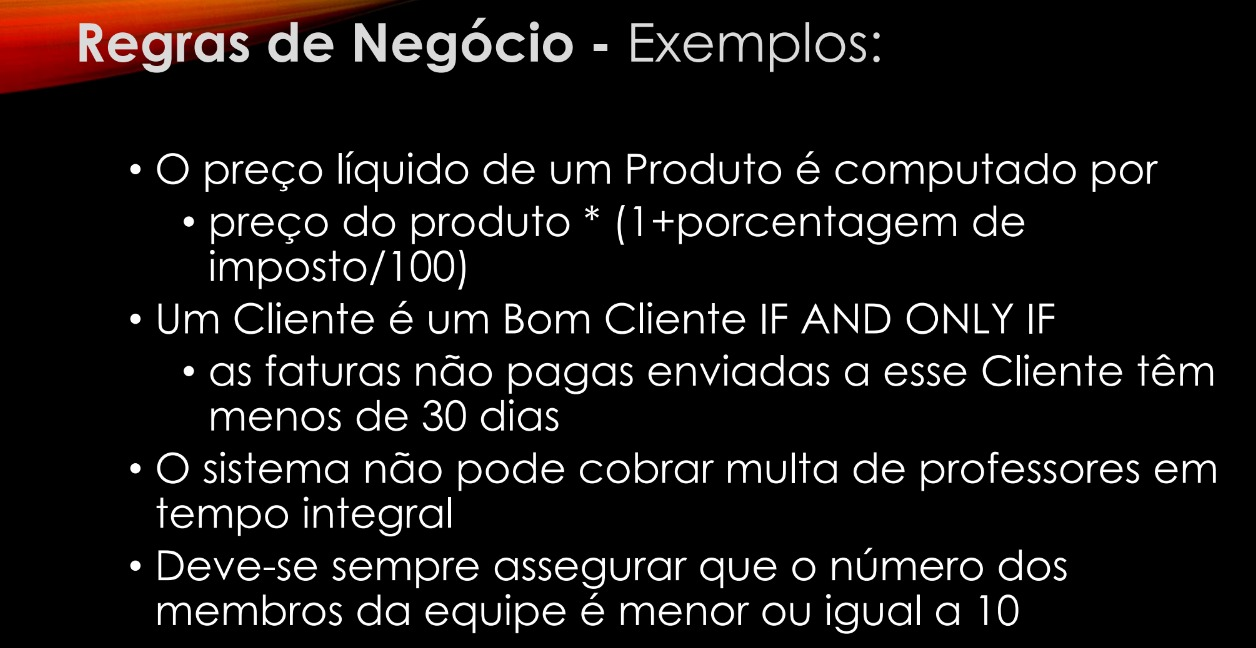 Regras de Negócio - Exemplos:
• O preço líquido de um Produto é computado por
• preço do produto * (1+porcentagem de
imposto/100)
• Um Cliente é um Bom Cliente IF AND ONLY IF
• as faturas não pagas enviadas a esse Cliente têm
menos de 30 dias
• O sistema não pode cobrar multa de professores em
tempo integral
• Deve-se sempre assegurar que o número dos
membros da equipe é menor ou igual a 10